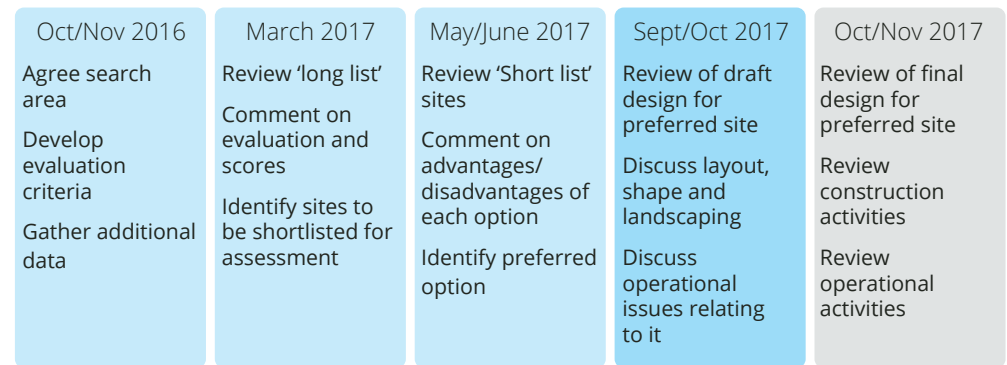 Oct/Nov 2016
Agree search
area
Develop
evaluation
criteria
Gather additional
data
March 2017
Review ‘long list’
Comment on
evaluation and
scores
Identify sites to
be shortlisted for
assessment
May/June 2017
Review ‘Short list’
sites
Comment on
advantages/
disadvantages of
each option
Identify preferred
option
Sept/Oct 2017
Review of draft
design for
preferred site
Discuss layout,
shape and
landscaping
Discuss
operational
issues relating
to it
Oct/Nov 2017
Review of final
design for
preferred site
Review
construction
activities
Review
operational
activities